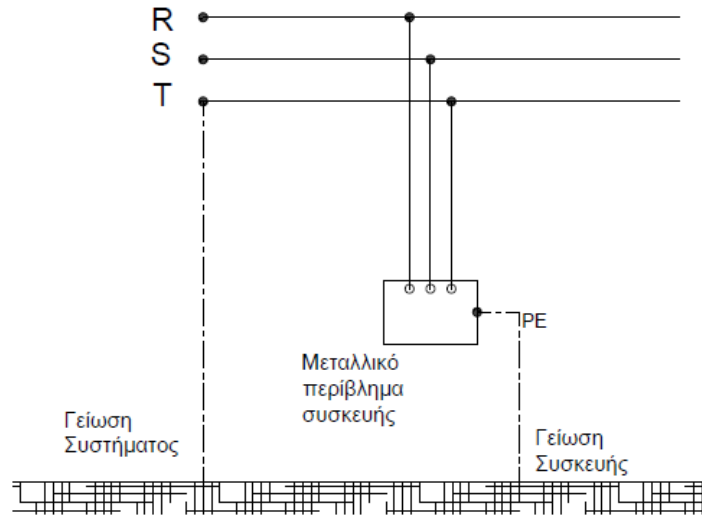 R
S
T
PE
Μεταλλικό
περίβλημα
συσκευής
Γείωση
Συστήματος
Γείωση
Συσκευής